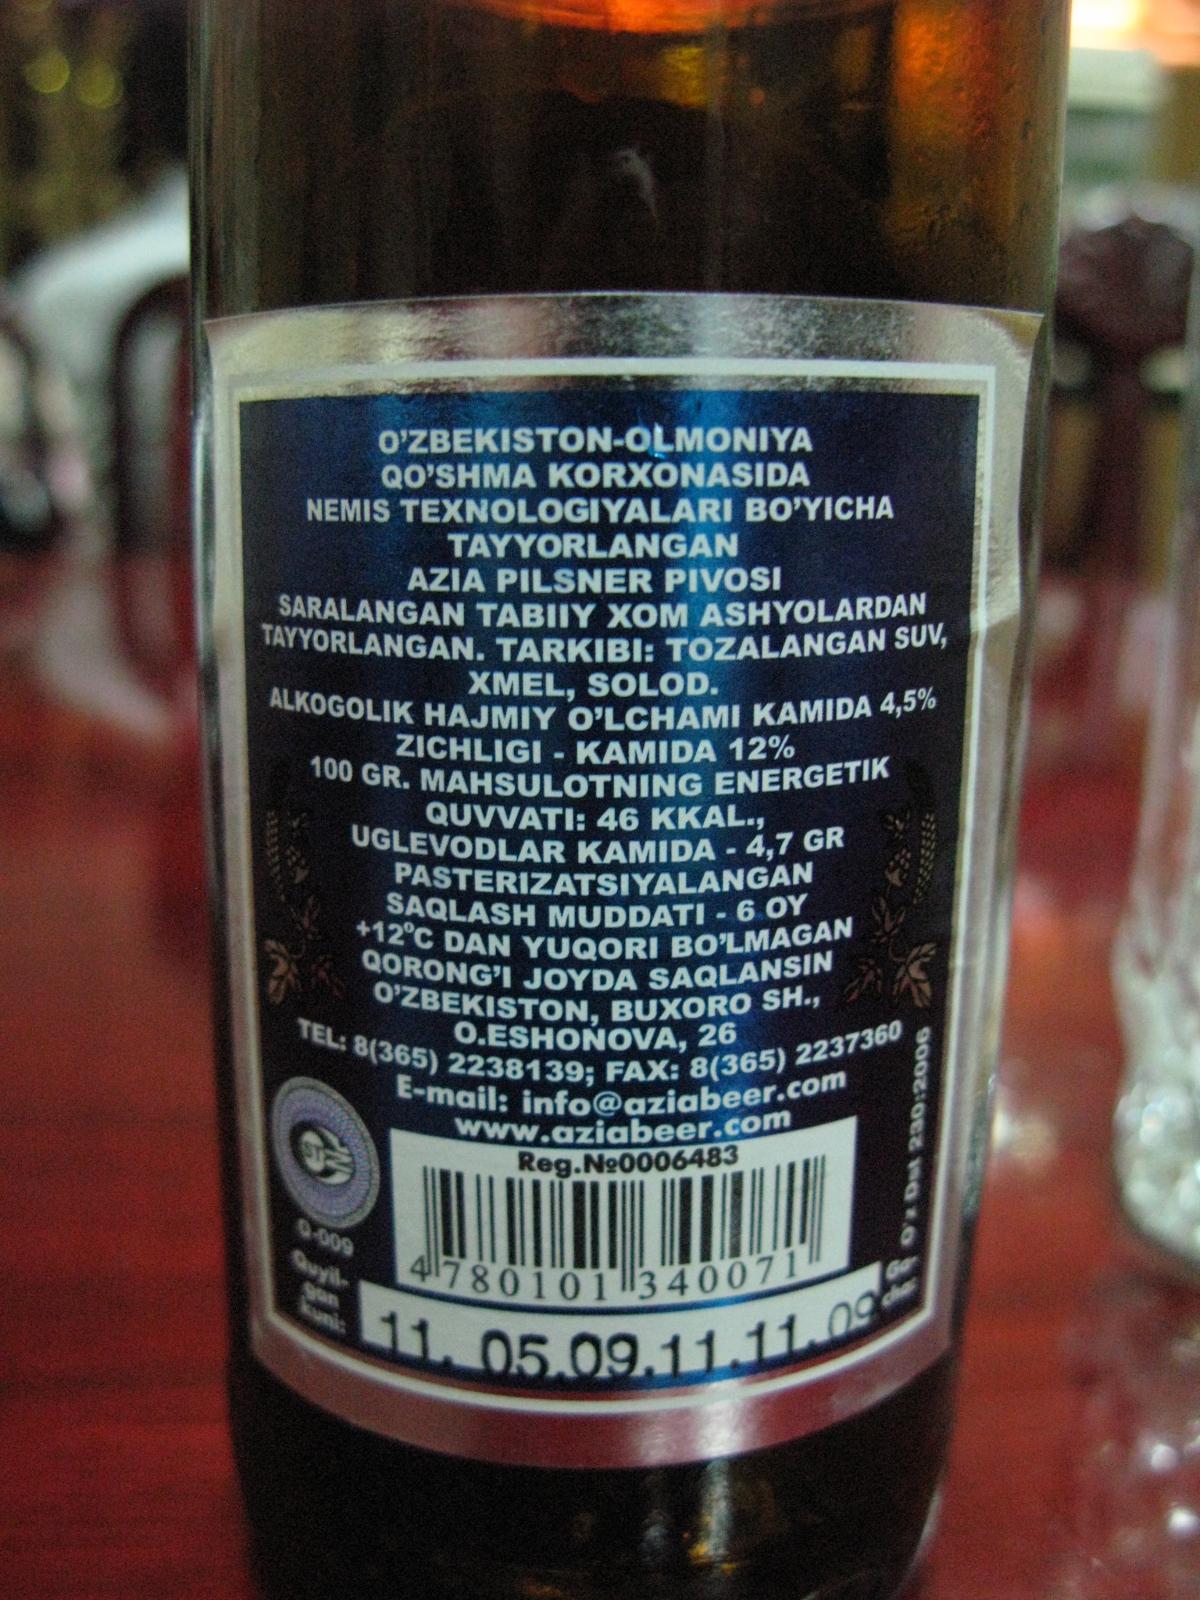 O'ZBEKISTON-OLMONIYA
QO'SHMA KORXONASIDA
NEMIS TEXNOLOGIYALARI BO'YICHA
TAYYORLANGAN
AZIA PILSNER PIVOSI
SARALANGAN TABIIY XOM ASHYOLARDAN
TAYYORLANGAN. TARKIBI: TOZALANGAN SUV,
XMEL, SOLOD.
ALKOGOLIK HAJMIY O'LCHAMI KAMIDA 4,5%
ZICHLIGI - KAMIDA 12%
100 GR. MAHSULOTNING ENERGETIK
QUVVATI: 46 KKAL.,
UGLEVODLAR KAMIDA - 4,7 GR
PASTERIZATSIYALANGAN
SAQLASH MUDDATI - 6 OY
+12°C DAN YUQORI BO'LMAGAN
QORONG'I JOYDA SAQLANSIN
O'ZBEKISTON, BUXORO SH.,
O.ESHONOVA, 26
TEL: 8(365) 2238139; FAX: 8(365) 2237360
E-mail: info@aziabeer.com
www.aziabeer.com
Reg.№0006483
4 780101 340071
Q-009
Quyil-
gan
kuni:
11. 05.09.11.11.09
Ga-
cha:
O'z DSt 230:2006